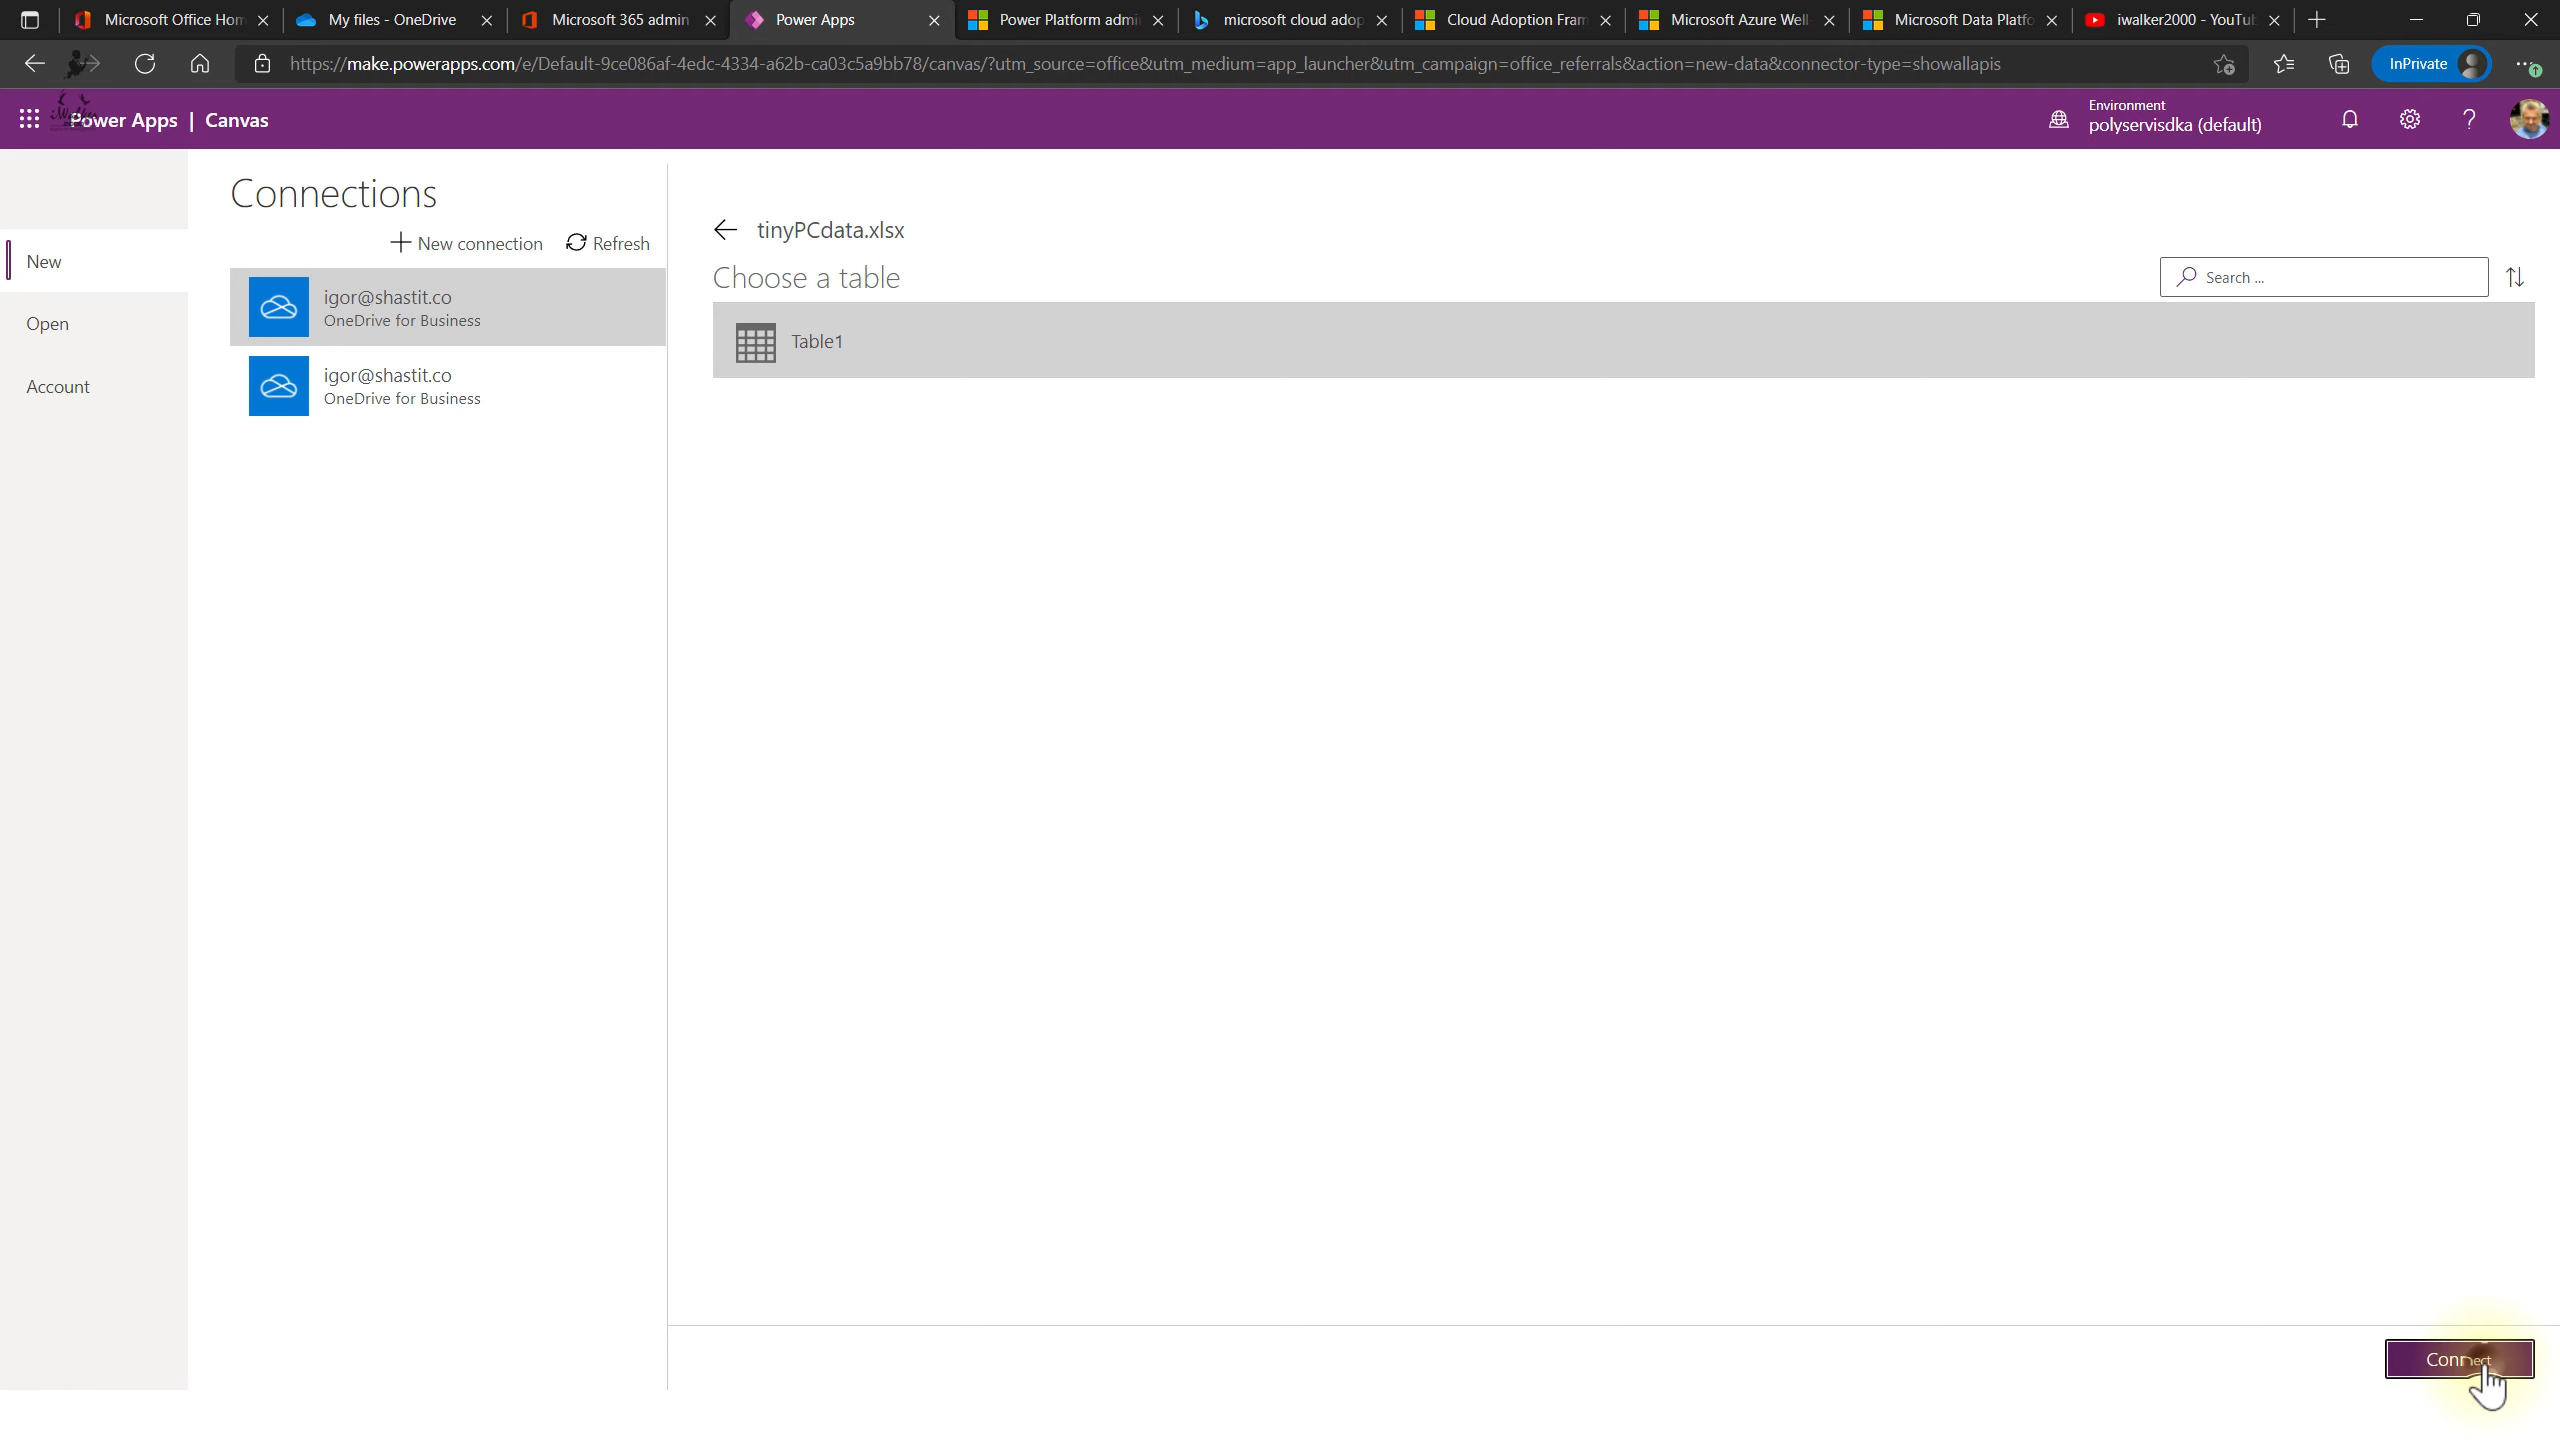 Microsoft Office Hom
My files - OneDrive
Microsoft 365 admin
Power Apps
Power Platform admi
microsoft cloud adop
Cloud Adoption Fram
Microsoft Azure Well
Microsoft Data Platfo
iwalker2000 - YouTub
https://make.powerapps.com/e/Default-9ce086af-4edc-4334-a62b-ca03c5a9bb78/canvas/?utm_source=office&utm_medium=app_launcher&utm_campaign=office_referrals&action=new-data&connector-type=showallapis
InPrivate
Power Apps | Canvas
Environment
polyservisdka (default)
Connections
New connection
Refresh
New
Open
Account
igor@shastit.co
OneDrive for Business
igor@shastit.co
OneDrive for Business
tinyPCdata.xlsx
Choose a table
Search ...
Table1
Connect